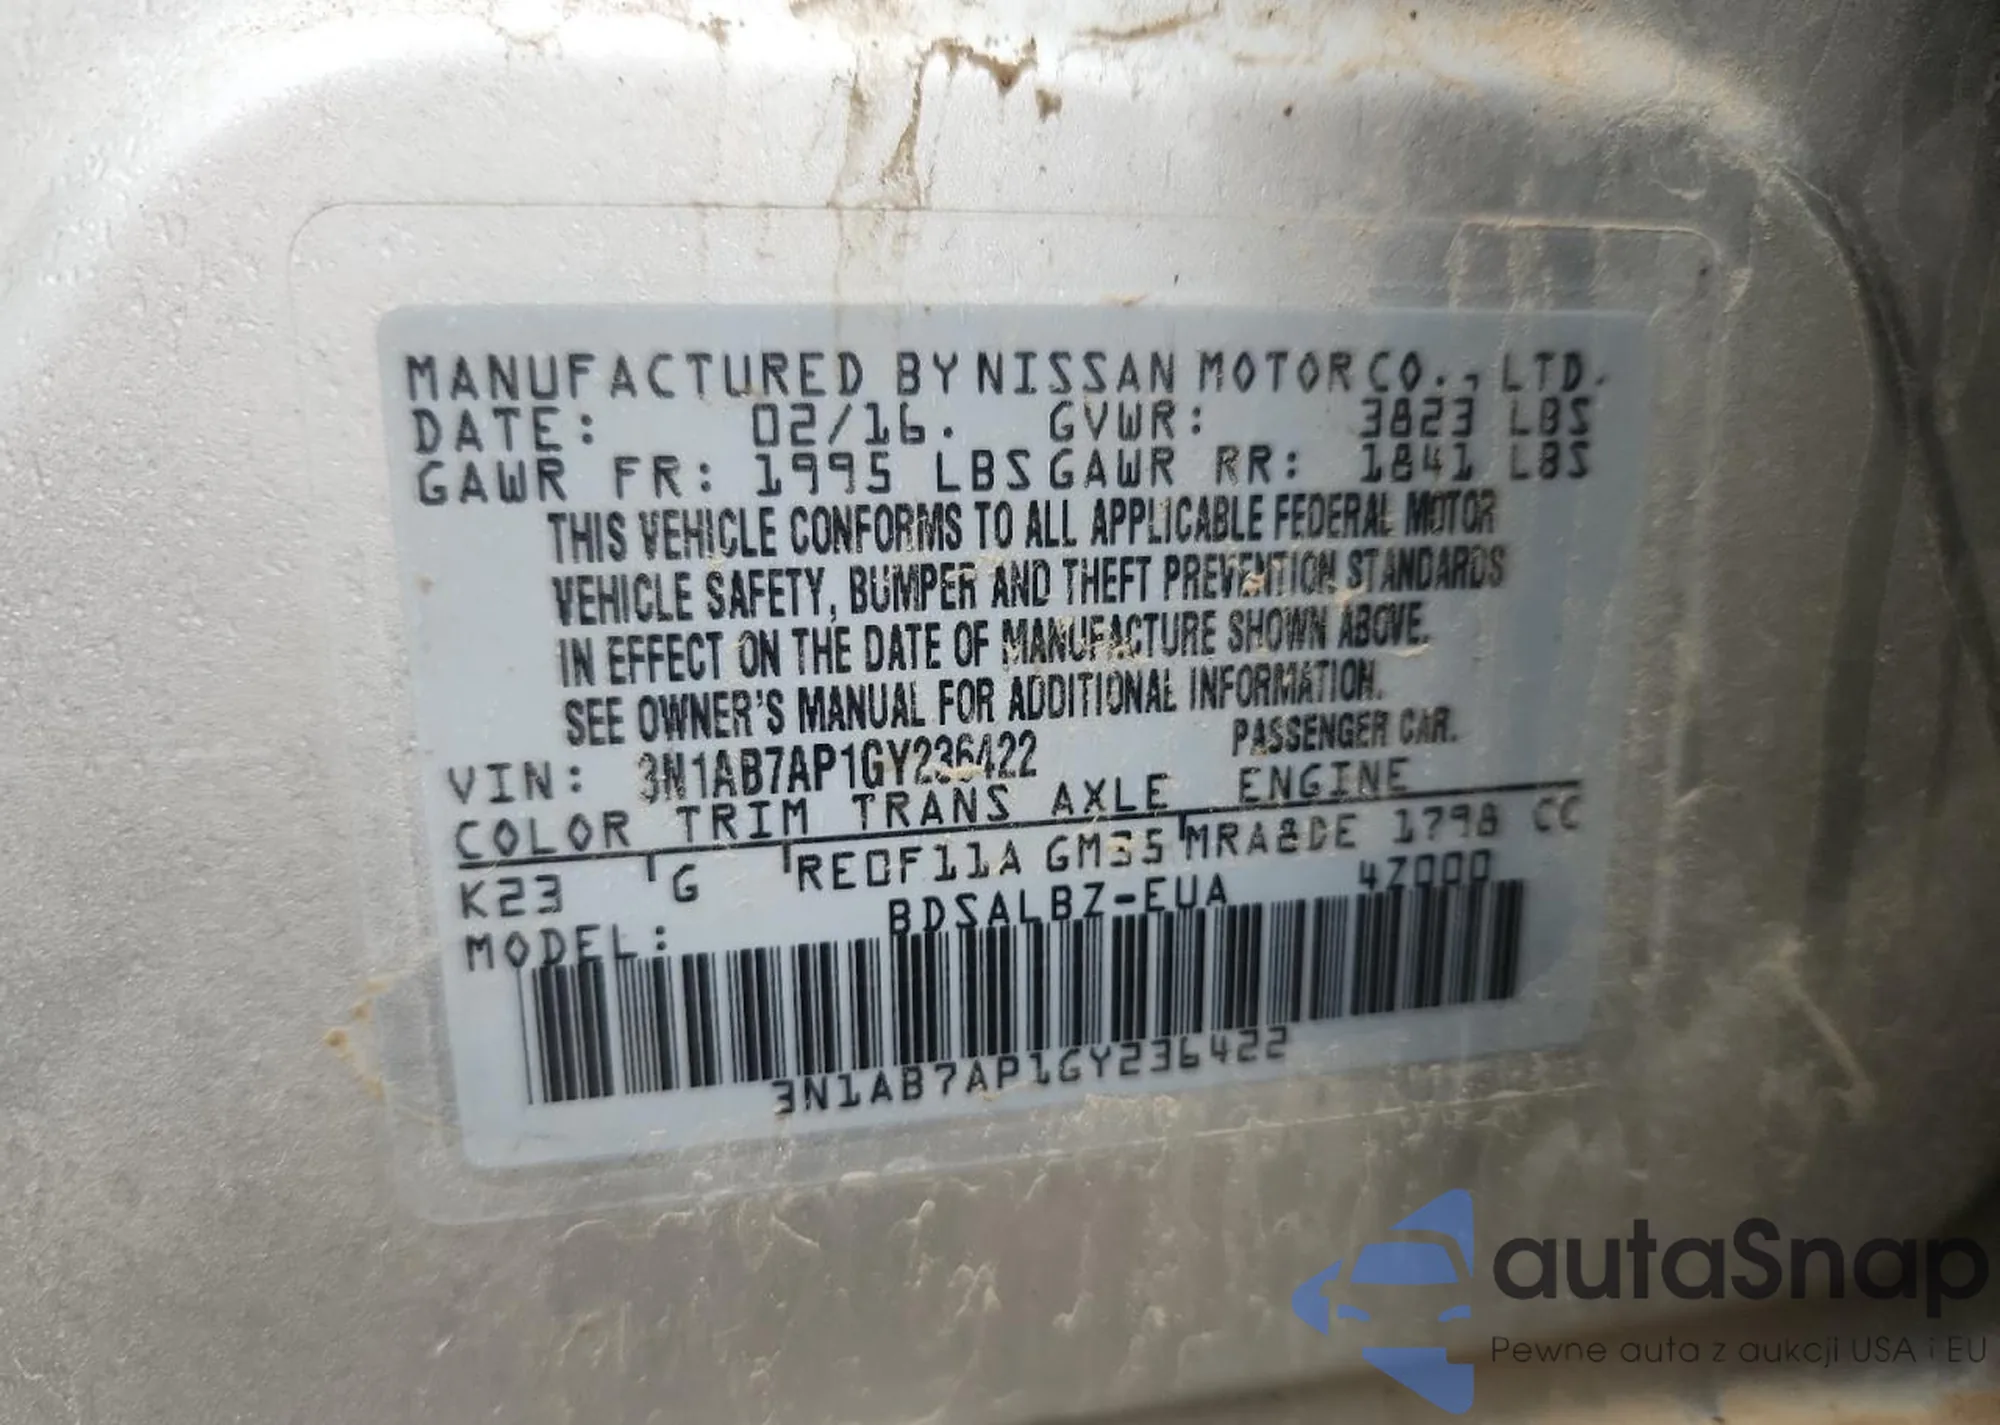 MANUFACTURED BY NISSAN MOTOR CO., LTD.
DATE: 02/16. GVWR: 3823 LBS
GAWR FR: 1995 LBS GAWR RR: 1841 LBS
THIS VEHICLE CONFORMS TO ALL APPLICABLE FEDERAL MOTOR
VEHICLE SAFETY, BUMPER AND THEFT PREVENTION STANDARDS
IN EFFECT ON THE DATE OF MANUFACTURE SHOWN ABOVE.
SEE OWNER'S MANUAL FOR ADDITIONAL INFORMATION.
VIN: 3N1AB7AP1GY236422 PASSENGER CAR.
COLOR TRIM TRANS AXLE ENGINE
K23 G RE0F11A GM35 MRA8DE 1798 CC
MODEL: BDSALBZ-EUA 47000
3N1AB7AP1GY236422
autaSnap
Pewne auta z aukcji USA i EU